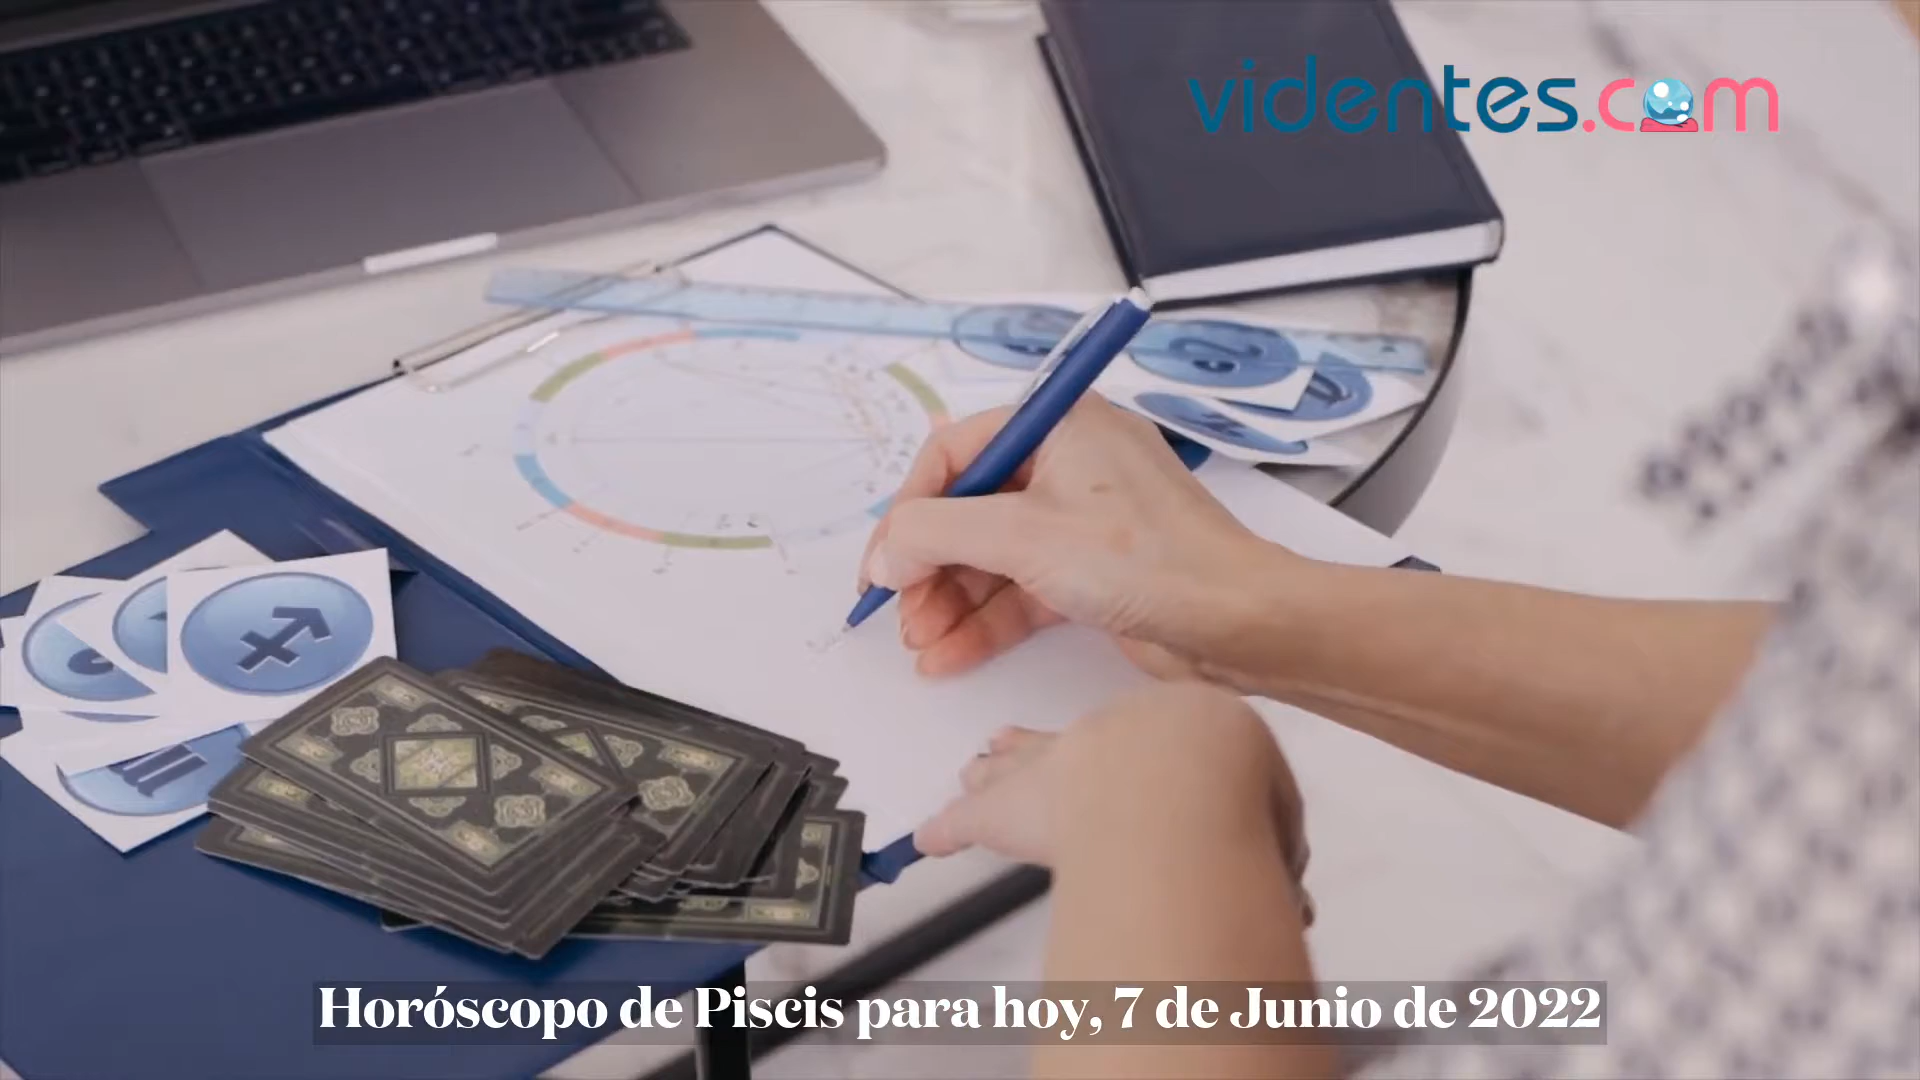 videntes.com
Horóscopo de Piscis para hoy, 7 de Junio de 2022